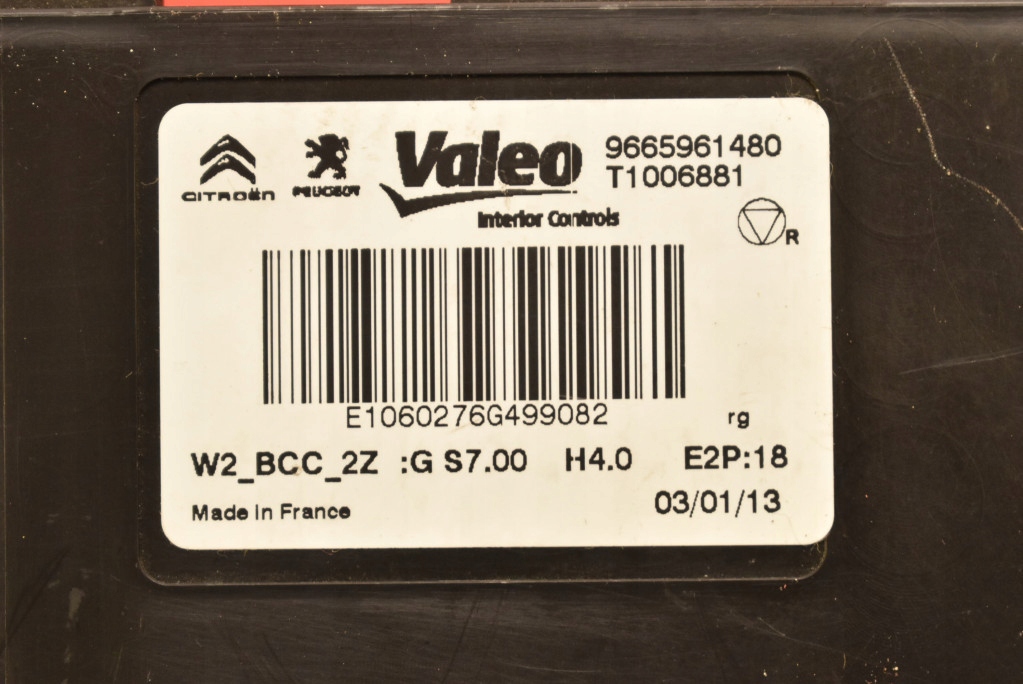 CITROËN
PEUGEOT
Valeo
Interior Controls
9665961480
T1006881
R
E1060276G499082
rg
W2_BCC_2Z :G S7.00 H4.0 E2P:18
Made in France
03/01/13